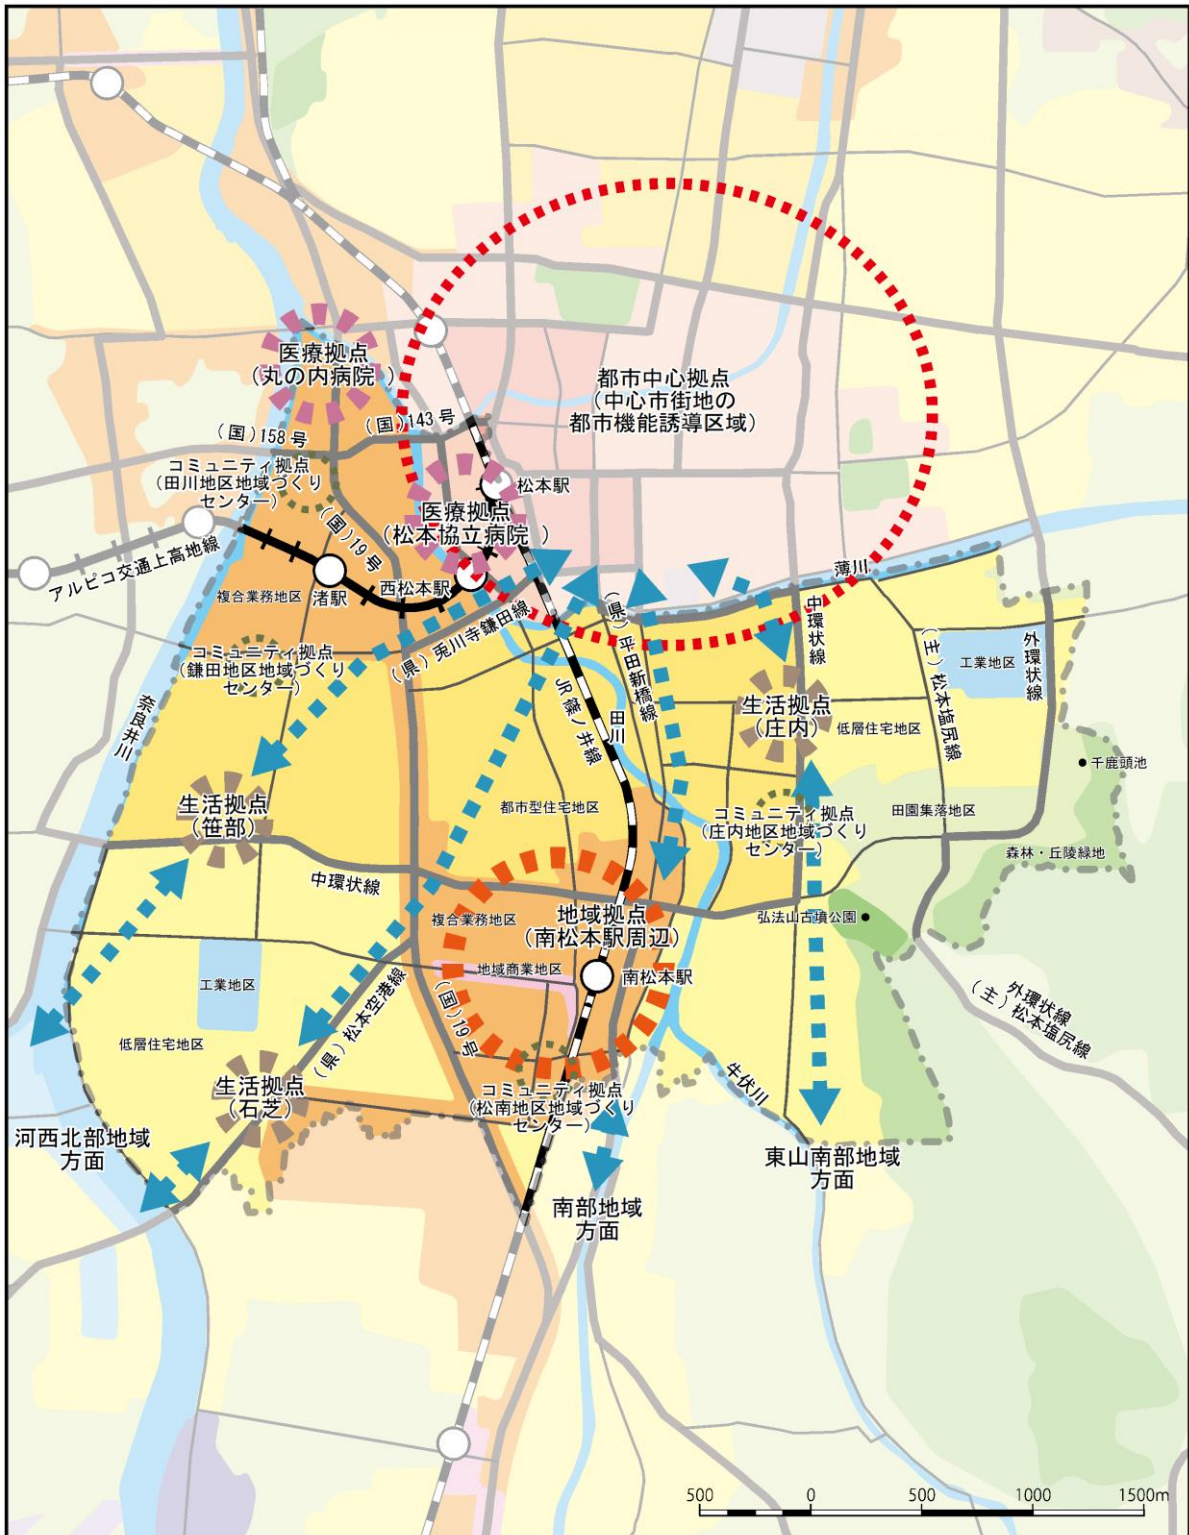 医療拠点
（丸の内病院 ）
都市中心拠点
（中心市街地の
都市機能誘導区域）
（国）158号
（国）143号
コミュニティ拠点
（田川地区地域づくり
センター）
松本駅
医療拠点
（松本協立病院 ）
（国）19号
アルピコ交通上高地線
西松本駅
渚駅
複合業務地区
薄川
（県）兎川寺鎌田線
（県）平田新橋線
中環状線
（主）松本塩尻線
工業地区
外環状線
コミュニティ拠点
（鎌田地区地域づくり
センター）
奈良井川
JR篠ノ井線
田川
生活拠点
（庄内）
低層住宅地区
千鹿頭池
生活拠点
（笹部）
都市型住宅地区
コミュニティ拠点
（庄内地区地域づくり
センター）
田園集落地区
森林・丘陵緑地
中環状線
複合業務地区
地域拠点
（南松本駅周辺）
弘法山古墳公園
地域商業地区
南松本駅
工業地区
（国）19号
（県）松本空港線
外環状線
（主）松本塩尻線
低層住宅地区
生活拠点
（石芝）
コミュニティ拠点
（松南地区地域づくり
センター）
牛伏川
河西北部地域
方面
東山南部地域
方面
南部地域
方面
500 0 500 1000 1500m